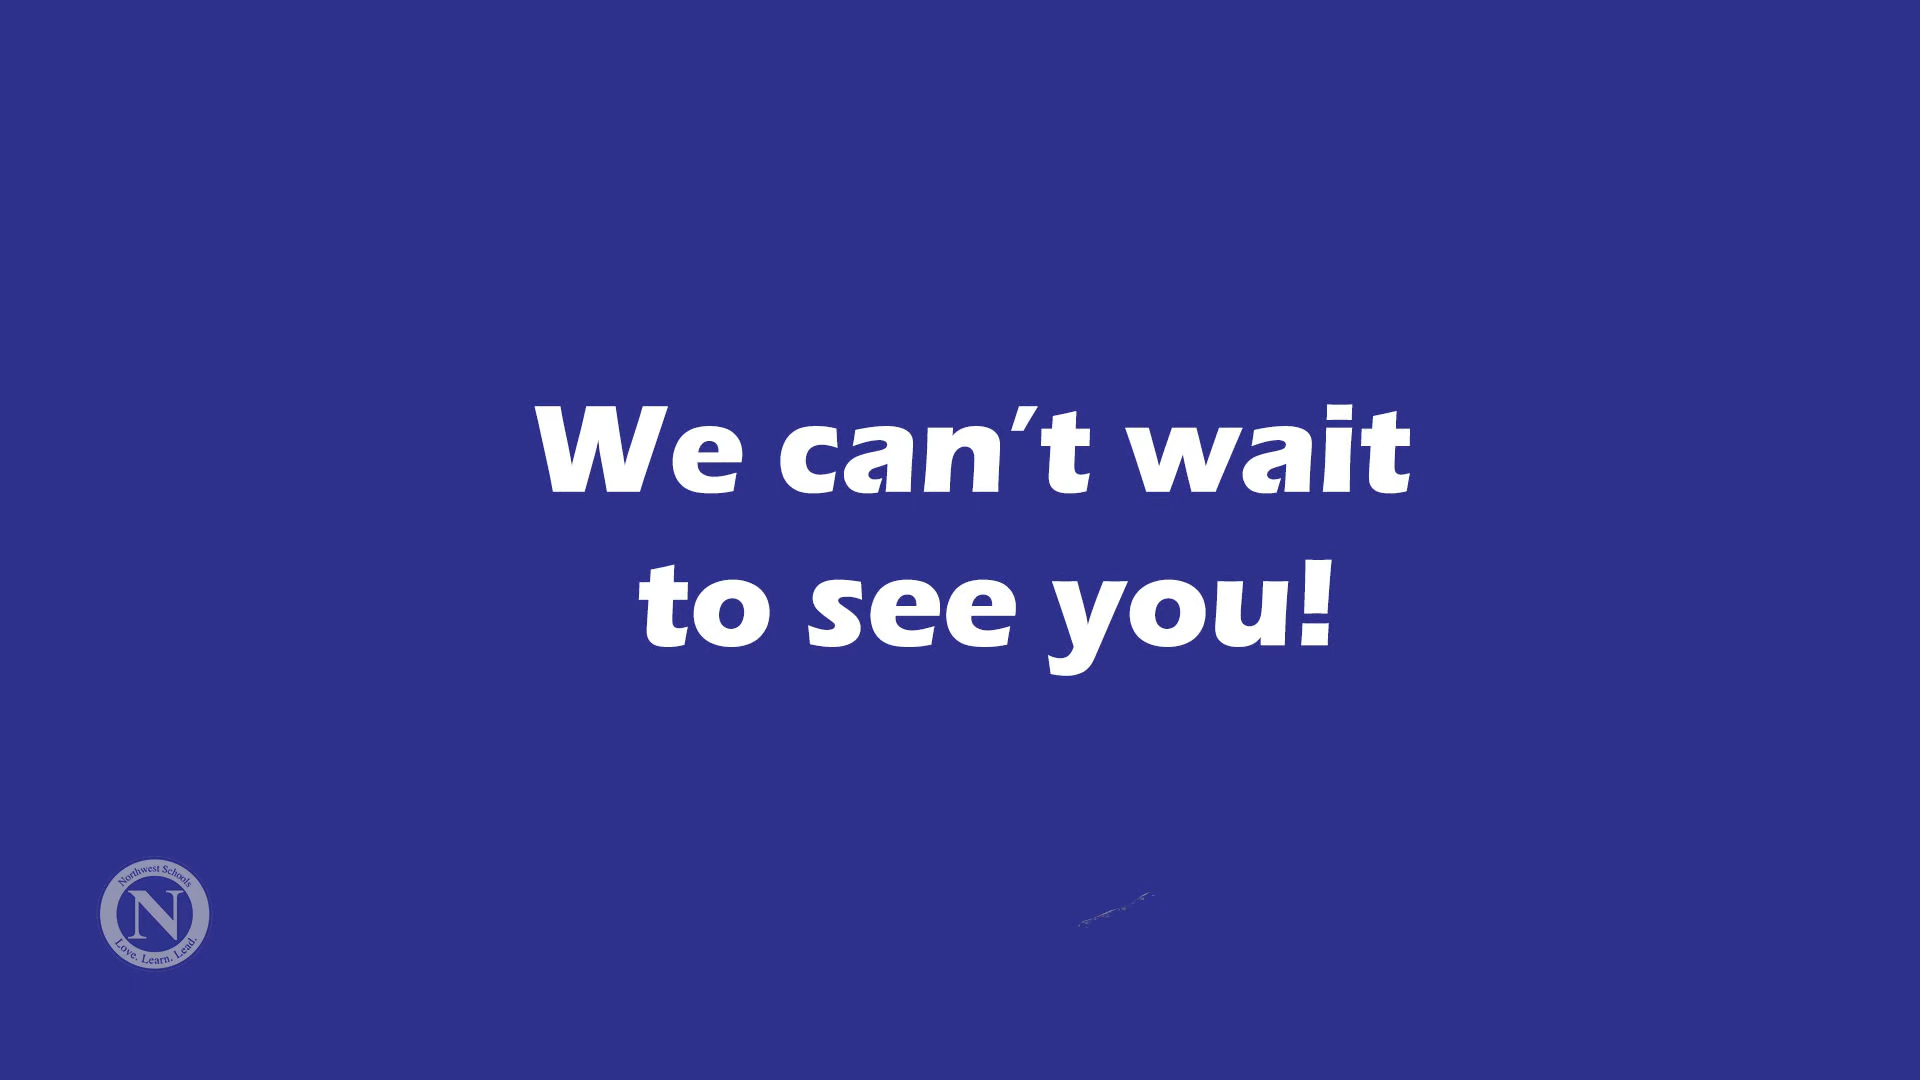 We can't wait
to see you!
Northwest Schools
N
Love. Learn. Lead.